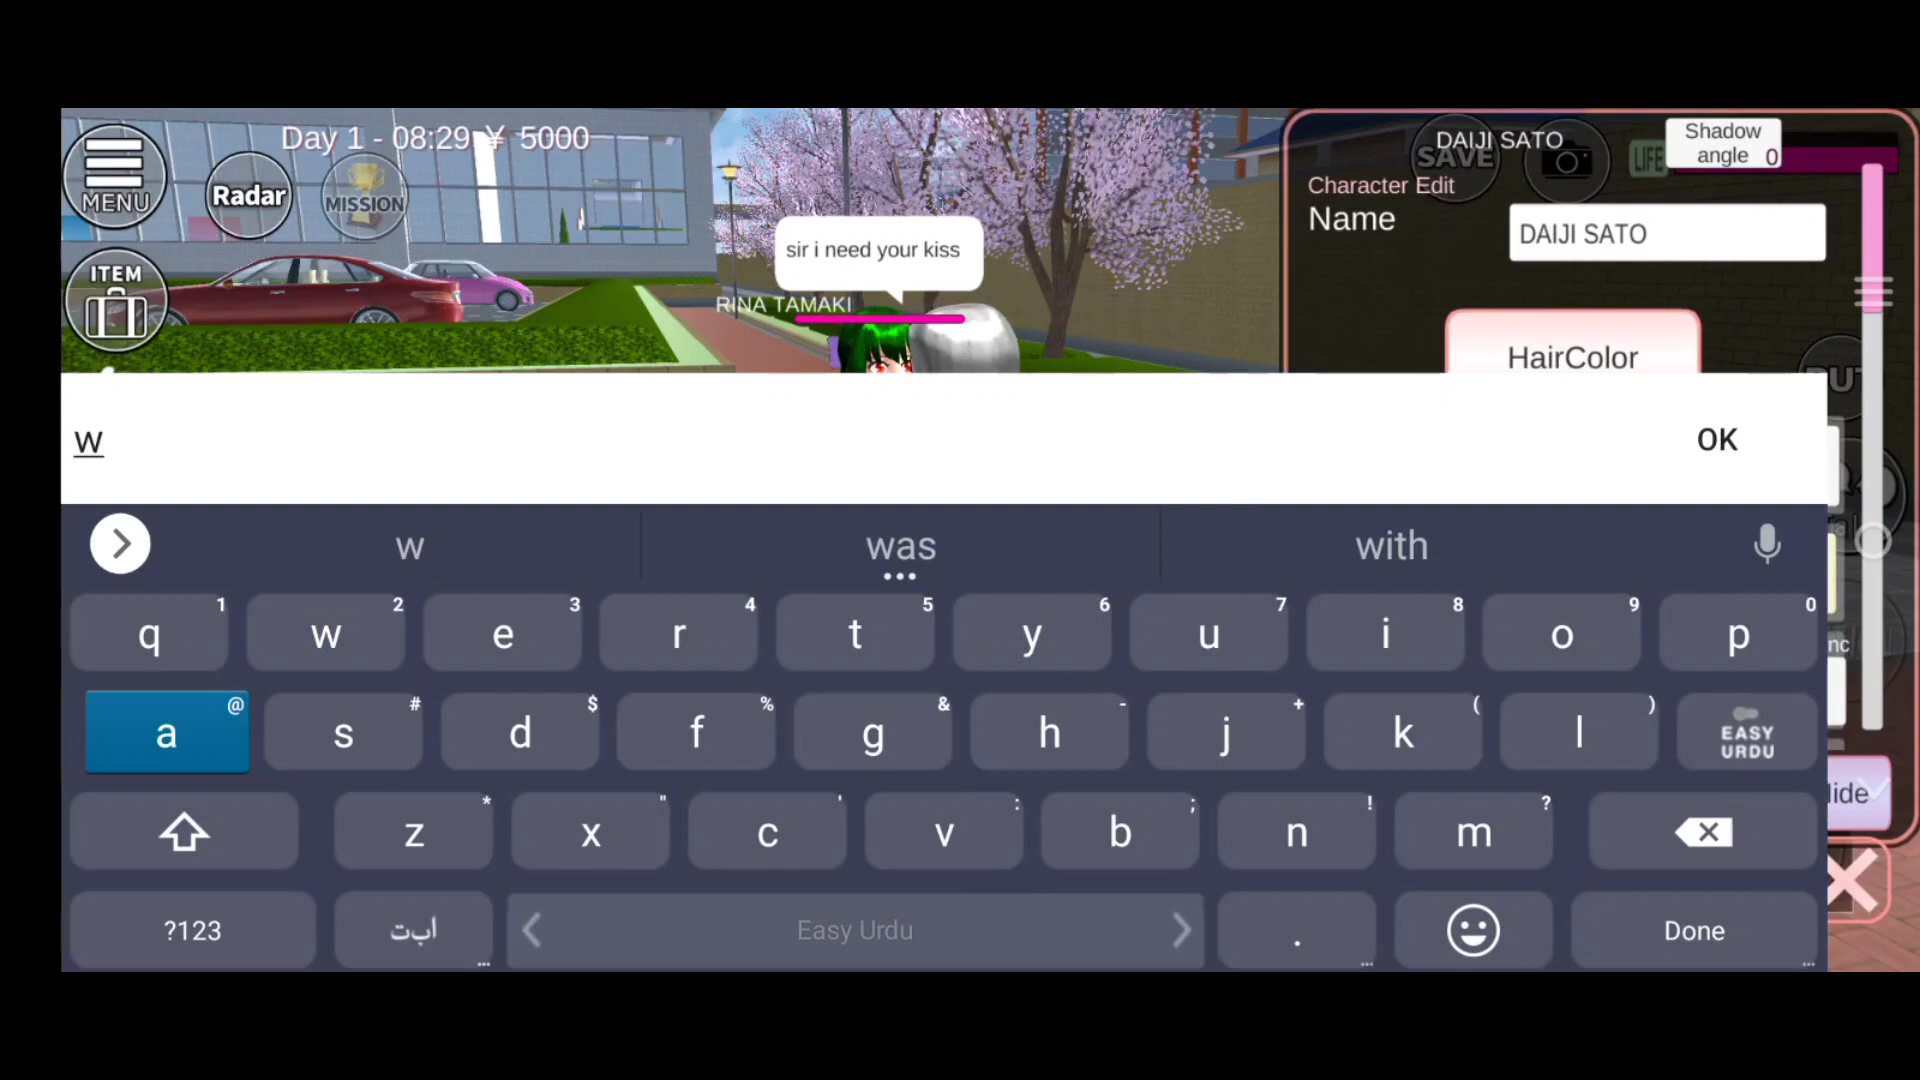 Day 1 - 08:29 ¥ 5000
MENU
Radar
MISSION
ITEM
sir i need your kiss
RINA TAMAKI
DAIJI SATO
SAVE
LIFE
Shadow
angle 0
Character Edit
Name
DAIJI SATO
HairColor
w
OK
w
was
with
q 1
w 2
e 3
r 4
t 5
y 6
u 7
i 8
o 9
p 0
a @
s #
d $
f %
g &
h -
j +
k (
l )
EASY
URDU
z *
x "
c '
v :
b ;
n !
m ?
?123
ا ب ت
Easy Urdu
.
Done